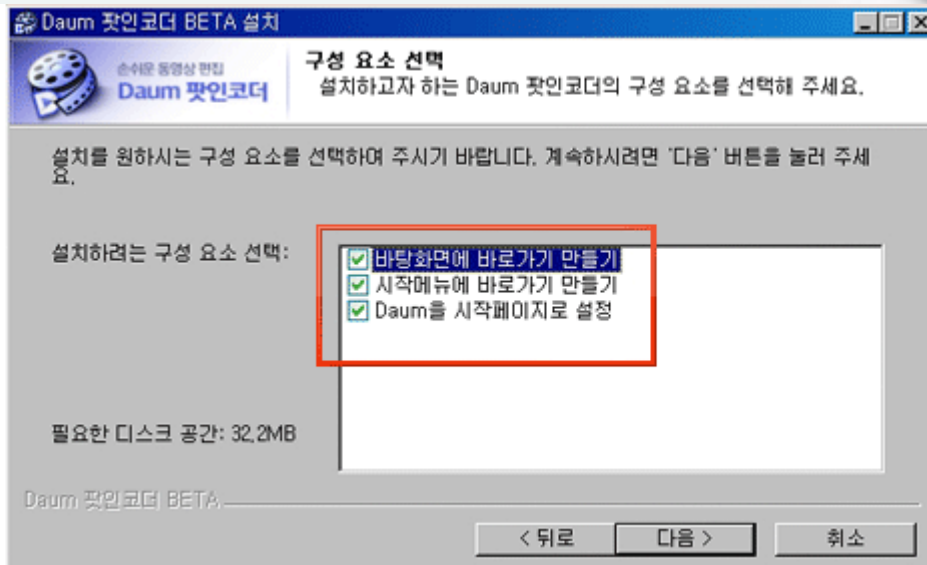 Daum 팟인코더 BETA 설치
손쉬운 동영상 편집
Daum 팟인코더
구성 요소 선택
설치하고자 하는 Daum 팟인코더의 구성 요소를 선택해 주세요.
설치를 원하시는 구성 요소를 선택하여 주시기 바랍니다. 계속하시려면 '다음' 버튼을 눌러 주세
요.
설치하려는 구성 요소 선택:
바탕화면에 바로가기 만들기
시작메뉴에 바로가기 만들기
Daum을 시작페이지로 설정
필요한 디스크 공간: 32.2MB
Daum 팟인코더 BETA
< 뒤로
다음 >
취소